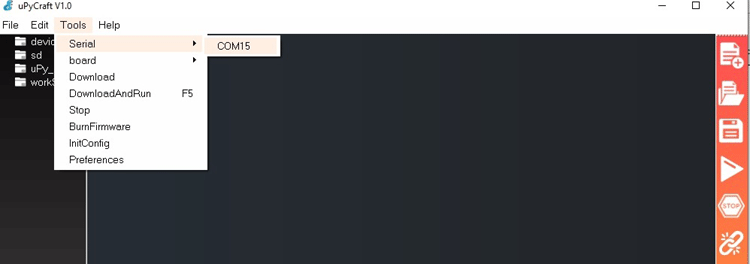 uPyCraft V1.0
File Edit Tools Help
devic
sd
uPy_
workS
Serial
COM15
board
Download
DownloadAndRun F5
Stop
BurnFirmware
InitConfig
Preferences
STOP